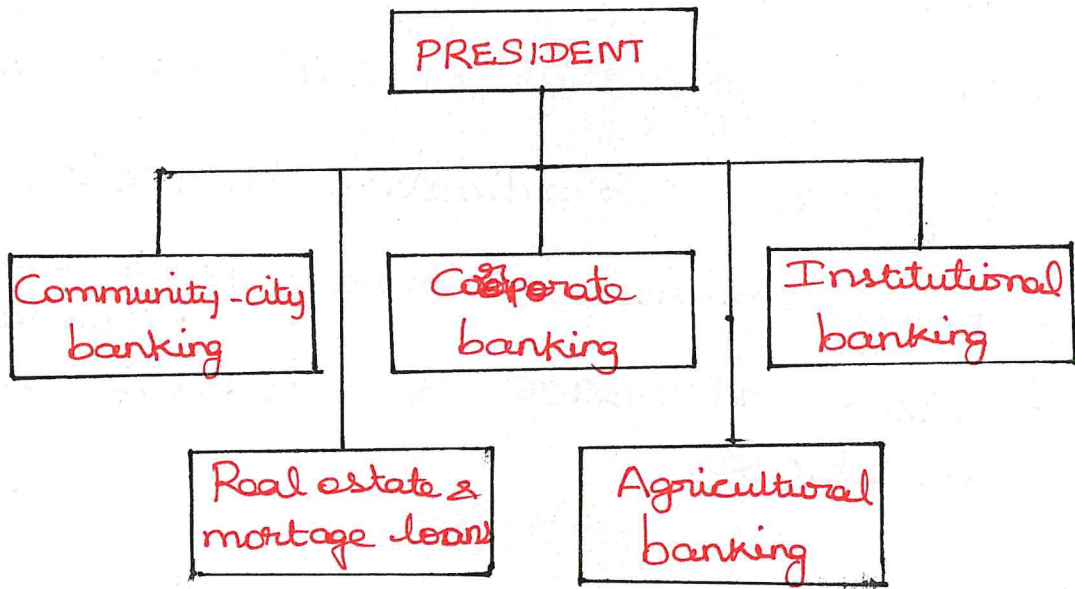 PRESIDENT
Community-city
banking
Corporate
banking
Institutional
banking
Real estate &
mortage loans
Agricultural
banking